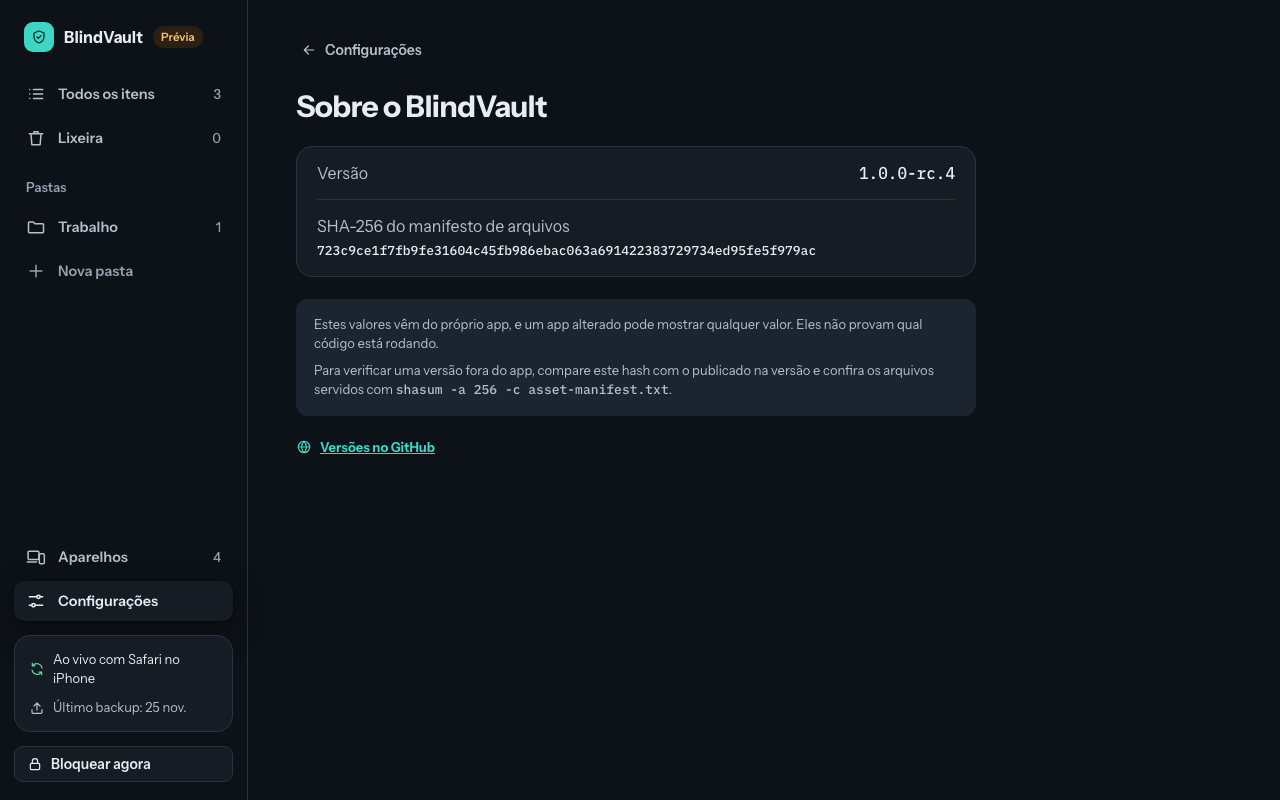 BlindVault Prévia
Todos os itens 3
Lixeira 0
Pastas
Trabalho 1
Nova pasta
Aparelhos 4
Configurações
Ao vivo com Safari no
iPhone
Último backup: 25 nov.
Bloquear agora
Configurações
Sobre o BlindVault
Versão 1.0.0-rc.4
SHA-256 do manifesto de arquivos
723c9ce1f7fb9fe31604c45fb986ebac063a691422383729734ed95fe5f979ac
Estes valores vêm do próprio app, e um app alterado pode mostrar qualquer valor. Eles não provam qual
código está rodando.
Para verificar uma versão fora do app, compare este hash com o publicado na versão e confira os arquivos
servidos com shasum -a 256 -c asset-manifest.txt.
Versões no GitHub